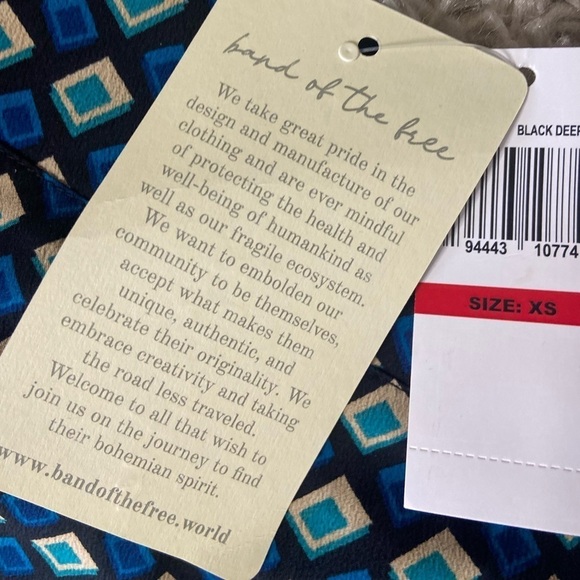 band of the free
We take great pride in the
design and manufacture of our
clothing and are ever mindful
of protecting the health and
well-being of humankind as
well as our fragile ecosystem.
We want to embolden our
community to be themselves,
accept what makes them
unique, authentic, and
celebrate their originality. We
embrace creativity and taking
the road less traveled.
Welcome to all that wish to
join us on the journey to find
their bohemian spirit.
www.bandofthefree.world
BLACK DEEP
94443 10774
SIZE: XS